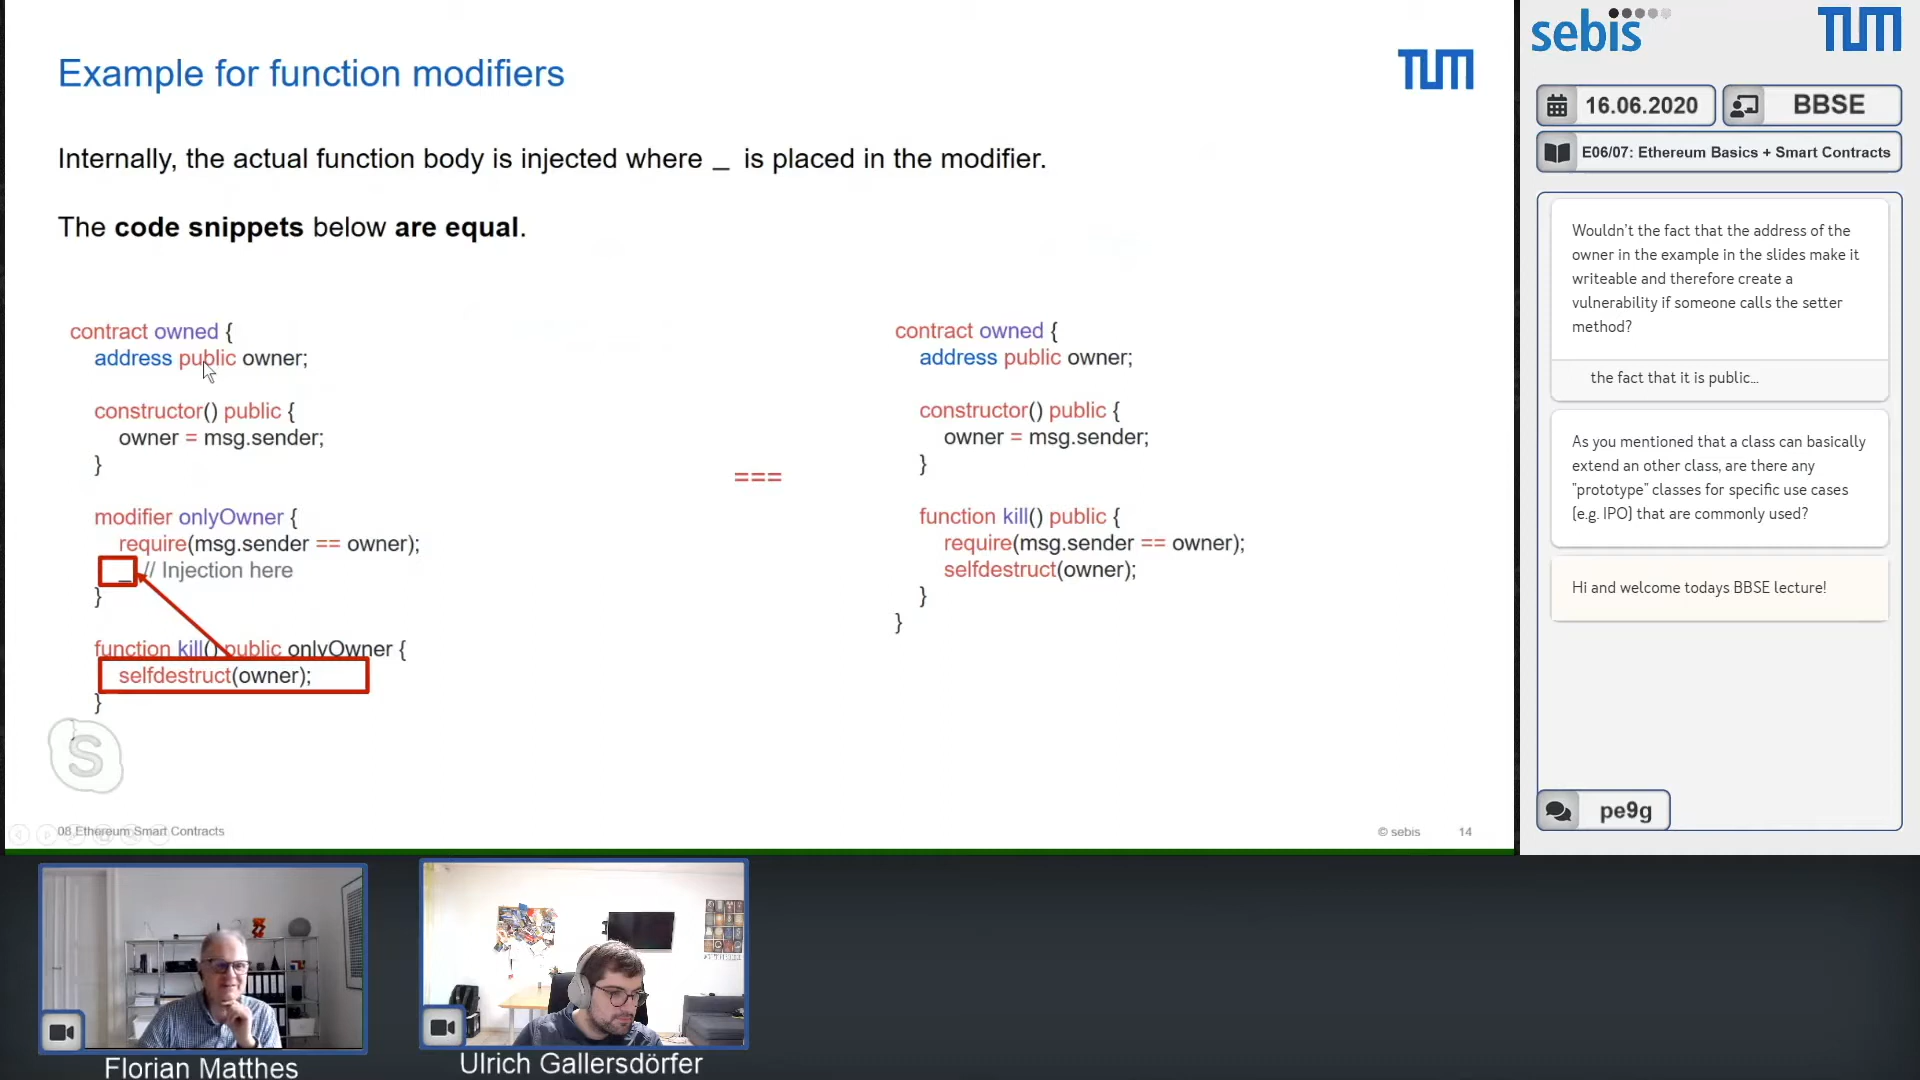 Example for function modifiers
TUM
Internally, the actual function body is injected where _ is placed in the modifier.
The code snippets below are equal.
contract owned {
address public owner;
constructor() public {
owner = msg.sender;
}
modifier onlyOwner {
require(msg.sender == owner);
_ // Injection here
}
function kill() public onlyOwner {
selfdestruct(owner);
}
===
contract owned {
address public owner;
constructor() public {
owner = msg.sender;
}
function kill() public {
require(msg.sender == owner);
selfdestruct(owner);
}
}
S
08 Ethereum Smart Contracts
© sebis 14
sebis
TUM
16.06.2020
BBSE
E06/07: Ethereum Basics + Smart Contracts
Wouldn't the fact that the address of the
owner in the example in the slides make it
writeable and therefore create a
vulnerability if someone calls the setter
method?
the fact that it is public...
As you mentioned that a class can basically
extend an other class, are there any
"prototype" classes for specific use cases
(e.g. IPO) that are commonly used?
Hi and welcome todays BBSE lecture!
pe9g
Florian Matthes
Ulrich Gallersdörfer